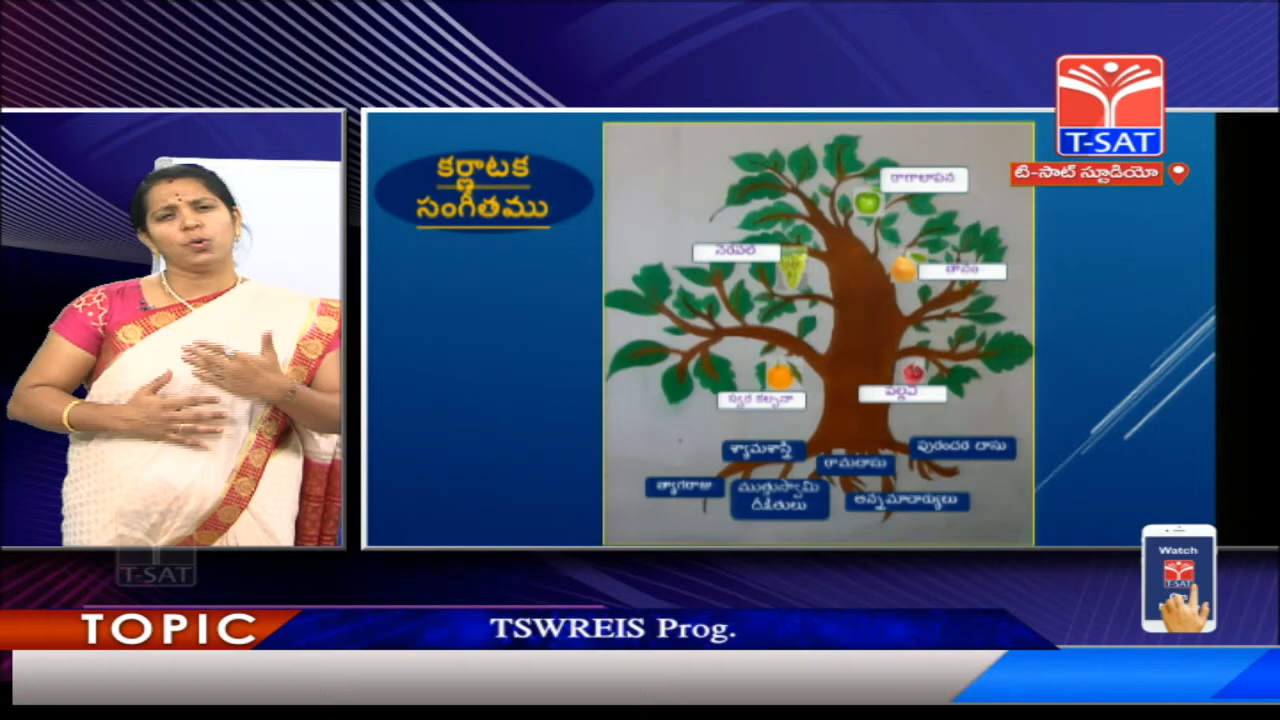 T-SAT
టి-సాట్ స్టూడియో
కర్ణాటక
సంగీతము
రాగాలాపన
నెరవల్
తానం
స్వర కల్పనా
పల్లవి
శ్యామశాస్త్రి
రామదాసు
పురందర దాసు
త్యాగరాజు
ముత్తుస్వామి
దీక్షితులు
అన్నమాచార్యులు
T-SAT
Watch
T-SAT
TOPIC
TSWREIS Prog.